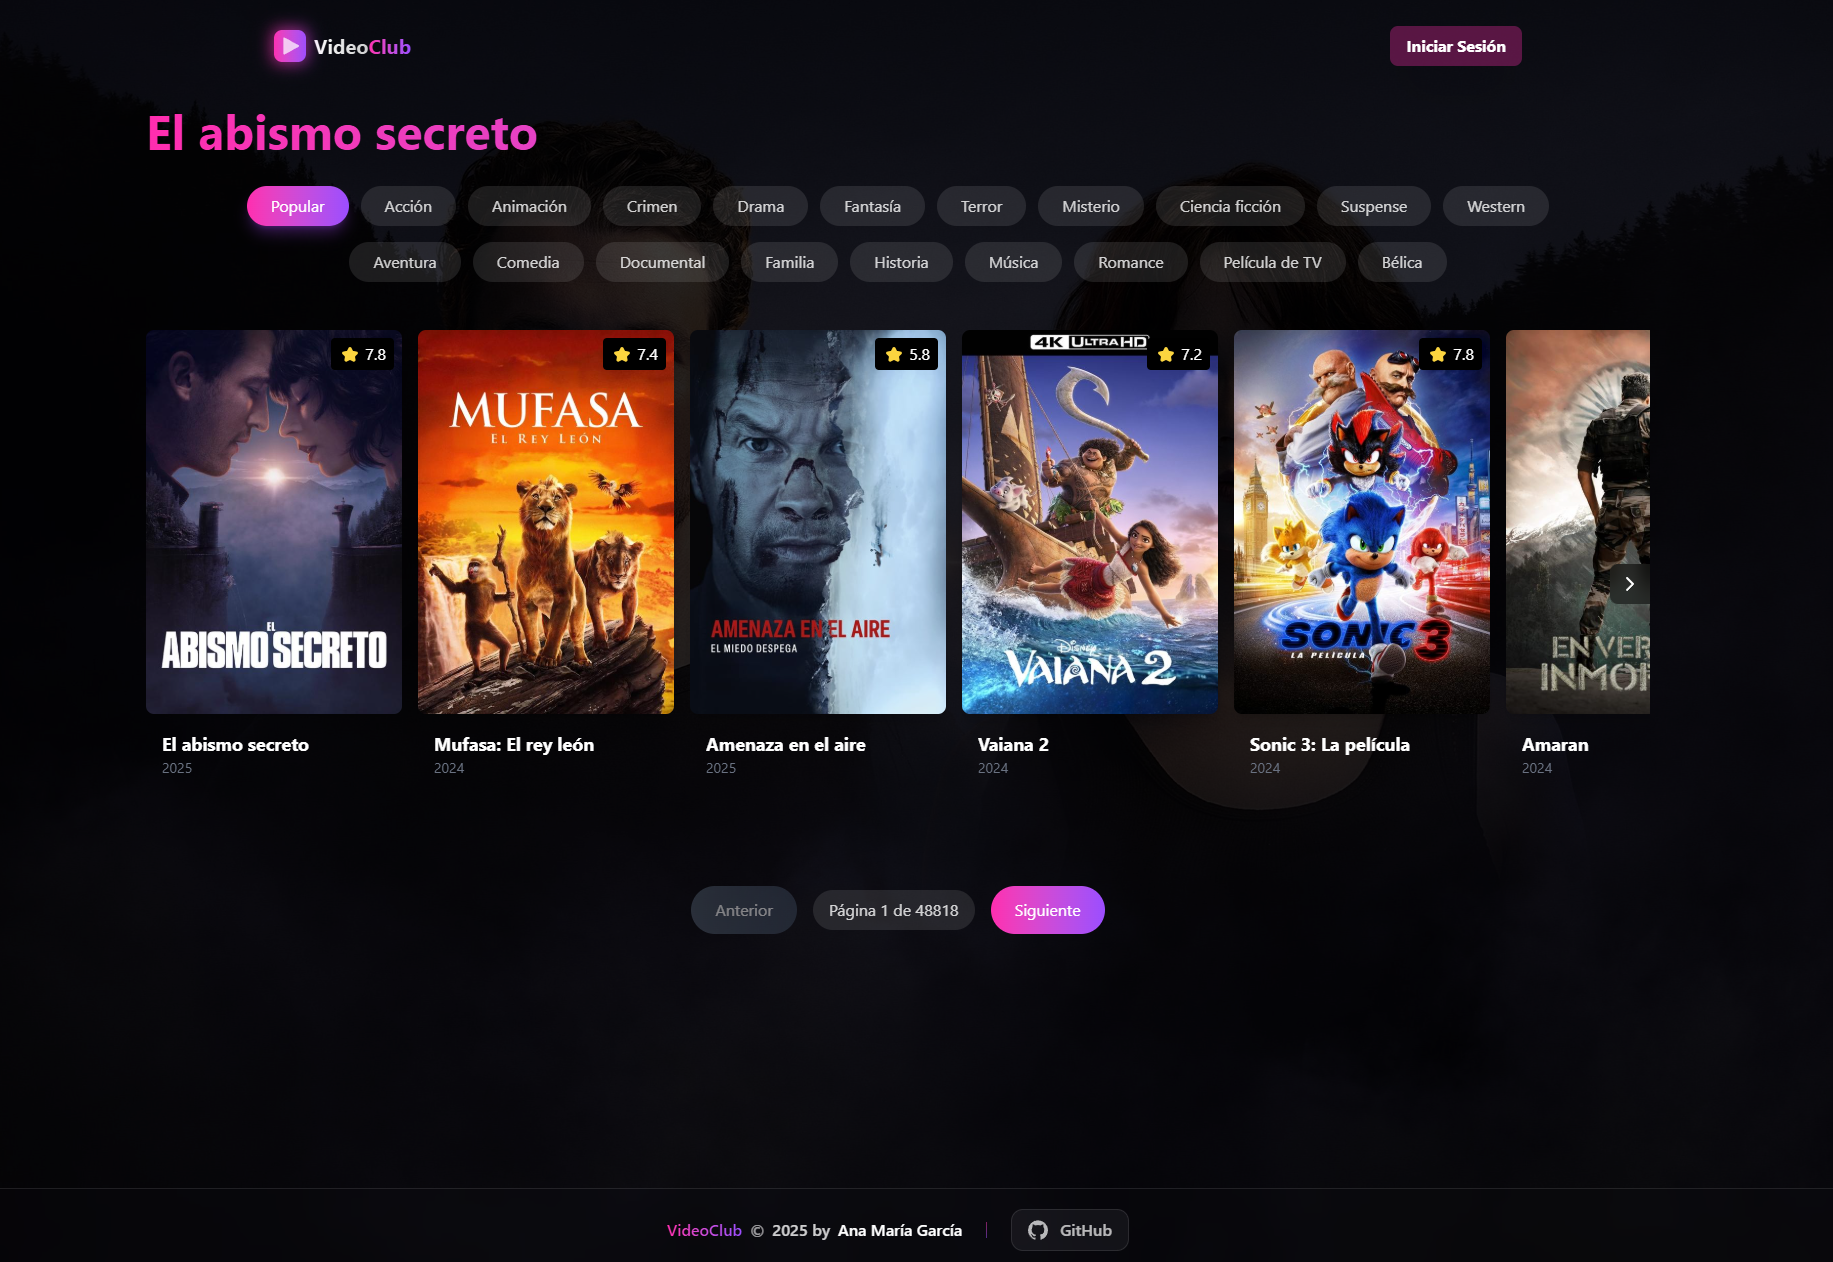 VideoClub
Iniciar Sesión
El abismo secreto
Popular
Acción
Animación
Crimen
Drama
Fantasía
Terror
Misterio
Ciencia ficción
Suspense
Western
Aventura
Comedia
Documental
Familia
Historia
Música
Romance
Película de TV
Bélica
7.8
EL
ABISMO SECRETO
El abismo secreto
2025
7.4
MUFASA
EL REY LEÓN
Mufasa: El rey león
2024
5.8
AMENAZA EN EL AIRE
EL MIEDO DESPEGA
Amenaza en el aire
2025
4K ULTRA HD
7.2
DISNEY
VAIANA 2
Vaiana 2
2024
7.8
SONIC 3
LA PELÍCULA
Sonic 3: La película
2024
EN VER
INMOR
Amaran
2024
Anterior
Página 1 de 48818
Siguiente
VideoClub © 2025 by Ana María García
GitHub